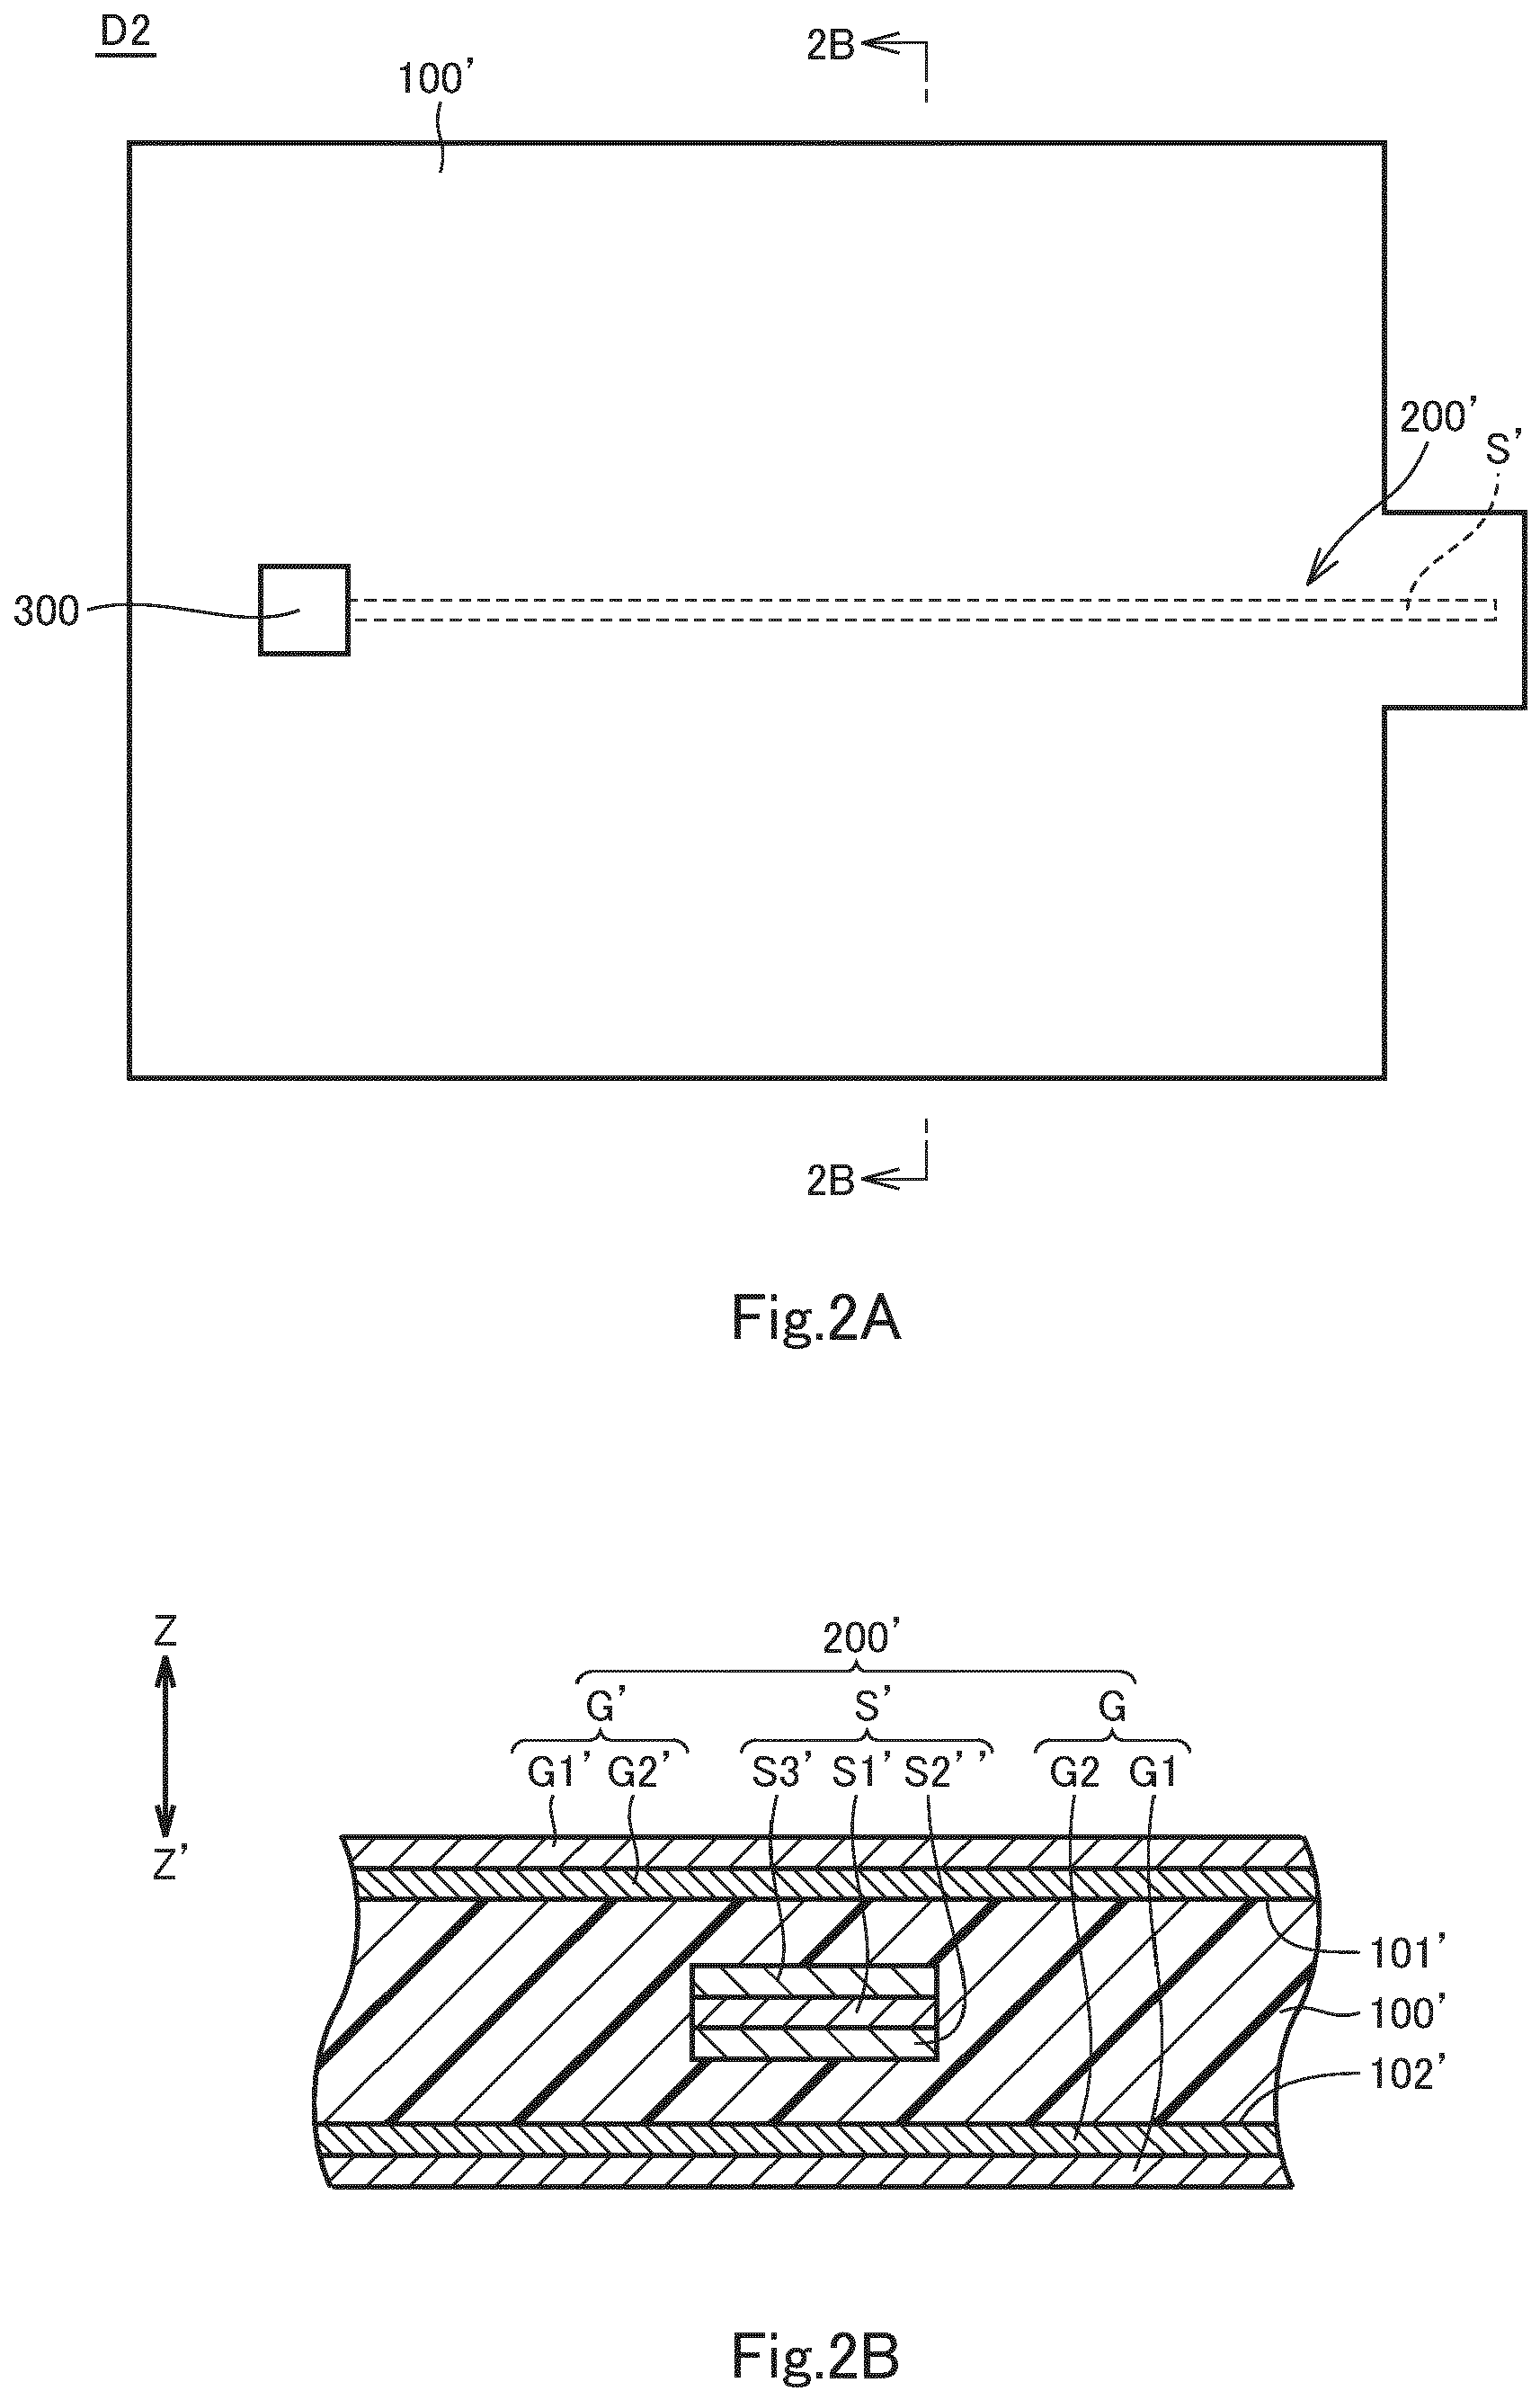 D2
2B
100'
200'
S'
300
2B
Fig.2A
Z
Z'
200'
G' S' G
G1' G2' S3' S1' S2'' G2 G1
101'
100'
102'
Fig.2B